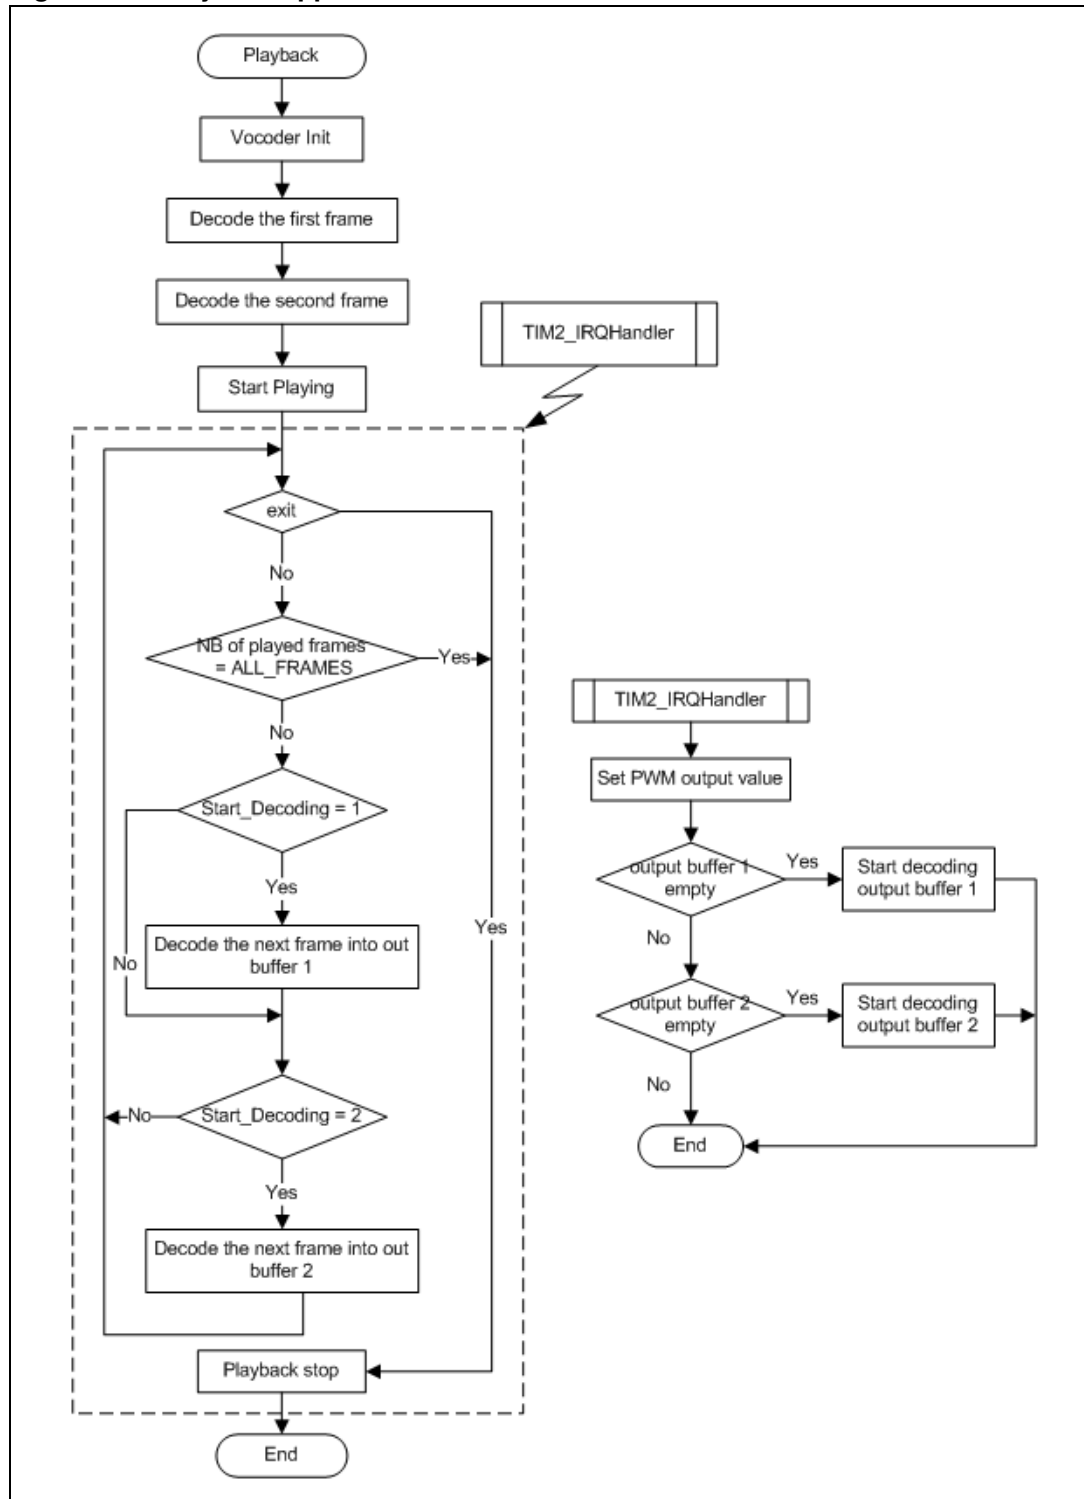 Playback
Vocoder Init
Decode the first frame
Decode the second frame
Start Playing
TIM2_IRQHandler
exit
No
NB of played frames
= ALL_FRAMES
Yes
No
Start_Decoding = 1
Yes
No
Decode the next frame into out
buffer 1
Yes
Start_Decoding = 2
No
Yes
Decode the next frame into out
buffer 2
Playback stop
End
TIM2_IRQHandler
Set PWM output value
output buffer 1
empty
Yes
Start decoding
output buffer 1
No
output buffer 2
empty
Yes
Start decoding
output buffer 2
No
End